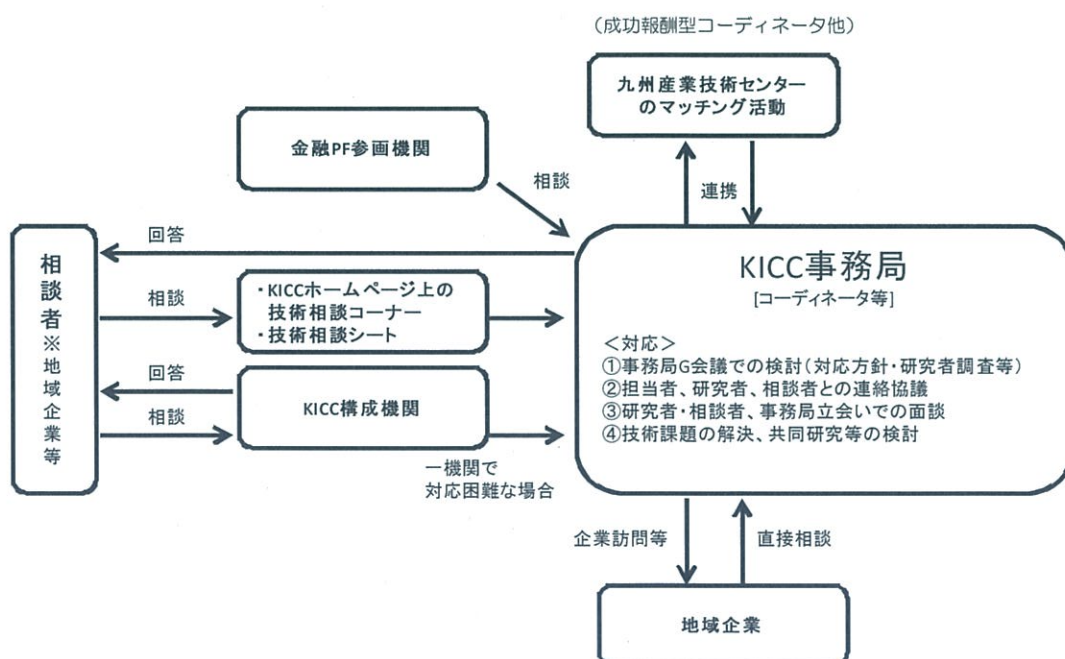 (成功報酬型コーディネータ他)
九州産業技術センター
のマッチング活動
金融PF参画機関
相談
連携
回答
相談者※地域企業等
相談
・KICCホームページ上の
技術相談コーナー
・技術相談シート
回答
相談
KICC構成機関
一機関で
対応困難な場合
KICC事務局
[コーディネータ等]
<対応>
①事務局G会議での検討(対応方針・研究者調査等)
②担当者、研究者、相談者との連絡協議
③研究者・相談者、事務局立会いでの面談
④技術課題の解決、共同研究等の検討
企業訪問等
直接相談
地域企業